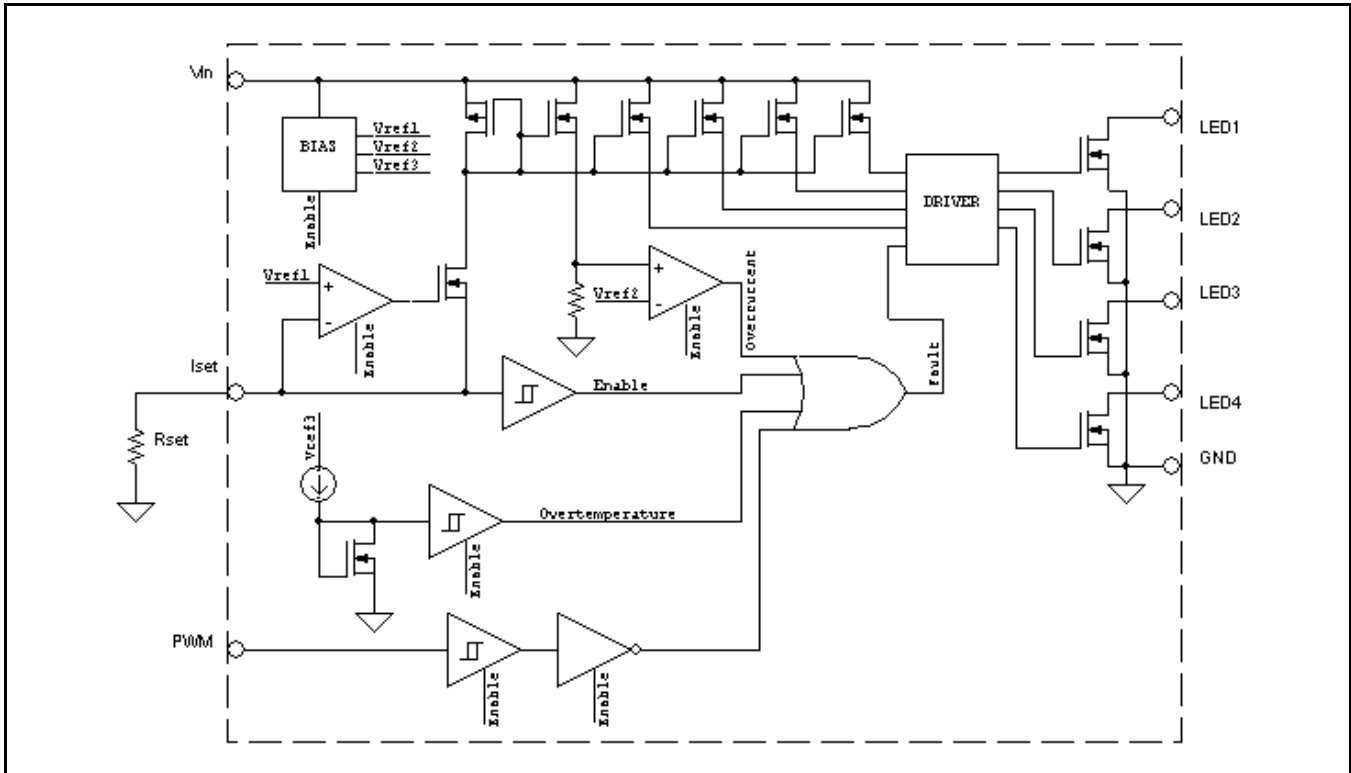 Vin
LED1
Vref1
BIAS
Vref2
Vref3
DRIVER
Enable
LED2
Vref1
+
-
+
Vref2
-
Overcurrent
LED3
Enable
Enable
Iset
Enable
fault
LED4
Rset
Vref3
GND
Overtemperature
Enable
PWM
Enable
Enable